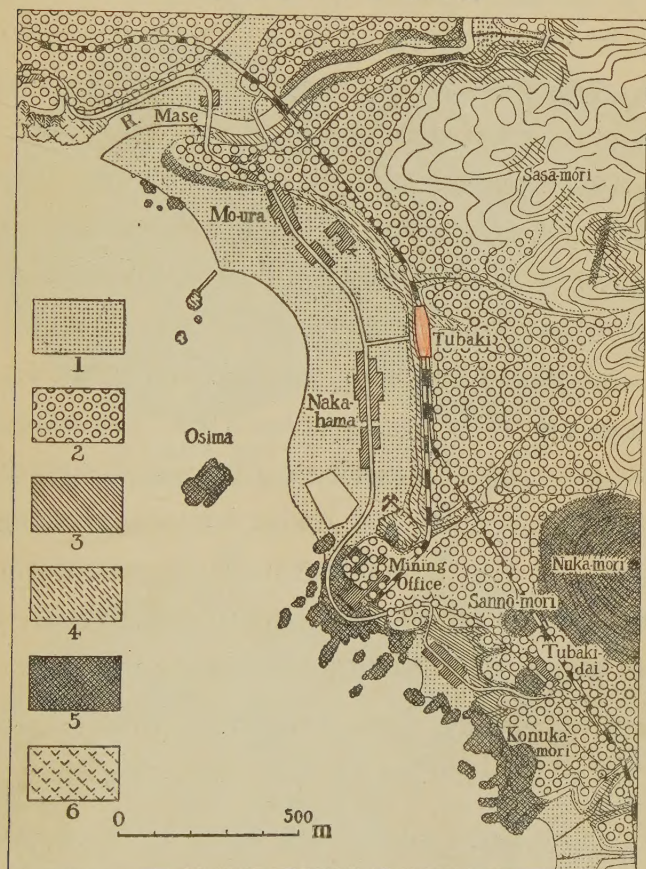 R. Mase
Sasa-mori
Mo-ura
1
Tubaki
2
Naka-
hama
Osima
3
Mining
Office
Nuka-mori
4
Sannō-mori
Tubaki
dai
5
Konuka-
mori
6
0 500
m